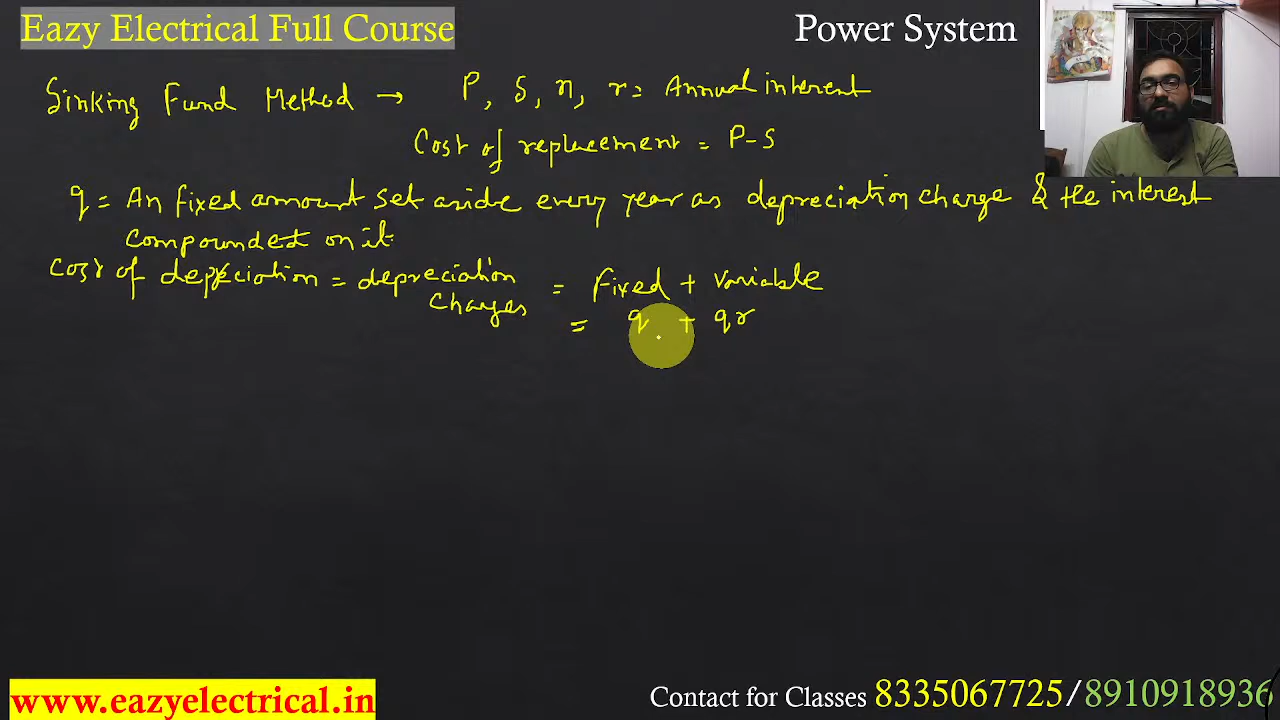 Eazy Electrical Full Course
Power System
Sinking Fund Method → P, S, n, r = Annual interest
Cost of replacement = P-S
q = An fixed amount set aside every year as depreciation charge & the interest
compounded on it
Cost of depreciation = depreciation charges = fixed + variable
= q + qr
www.eazyelectrical.in
Contact for Classes 8335067725/8910918936